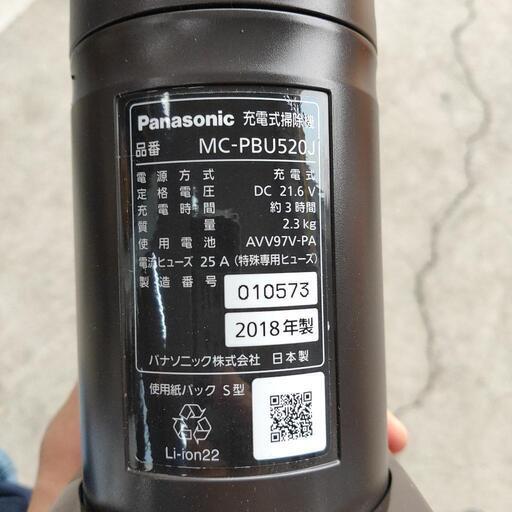 Panasonic 充電式掃除機
品番 MC-PBU520J
電源方式 充電式
定格電圧 DC 21.6 V
充電時間 約3時間
質量 2.3 kg
使用電池 AVV97V-PA
電流ヒューズ 25 A (特殊専用ヒューズ)
製造番号 010573
2018年製
パナソニック株式会社 日本製
使用紙パック S型
Li-ion22